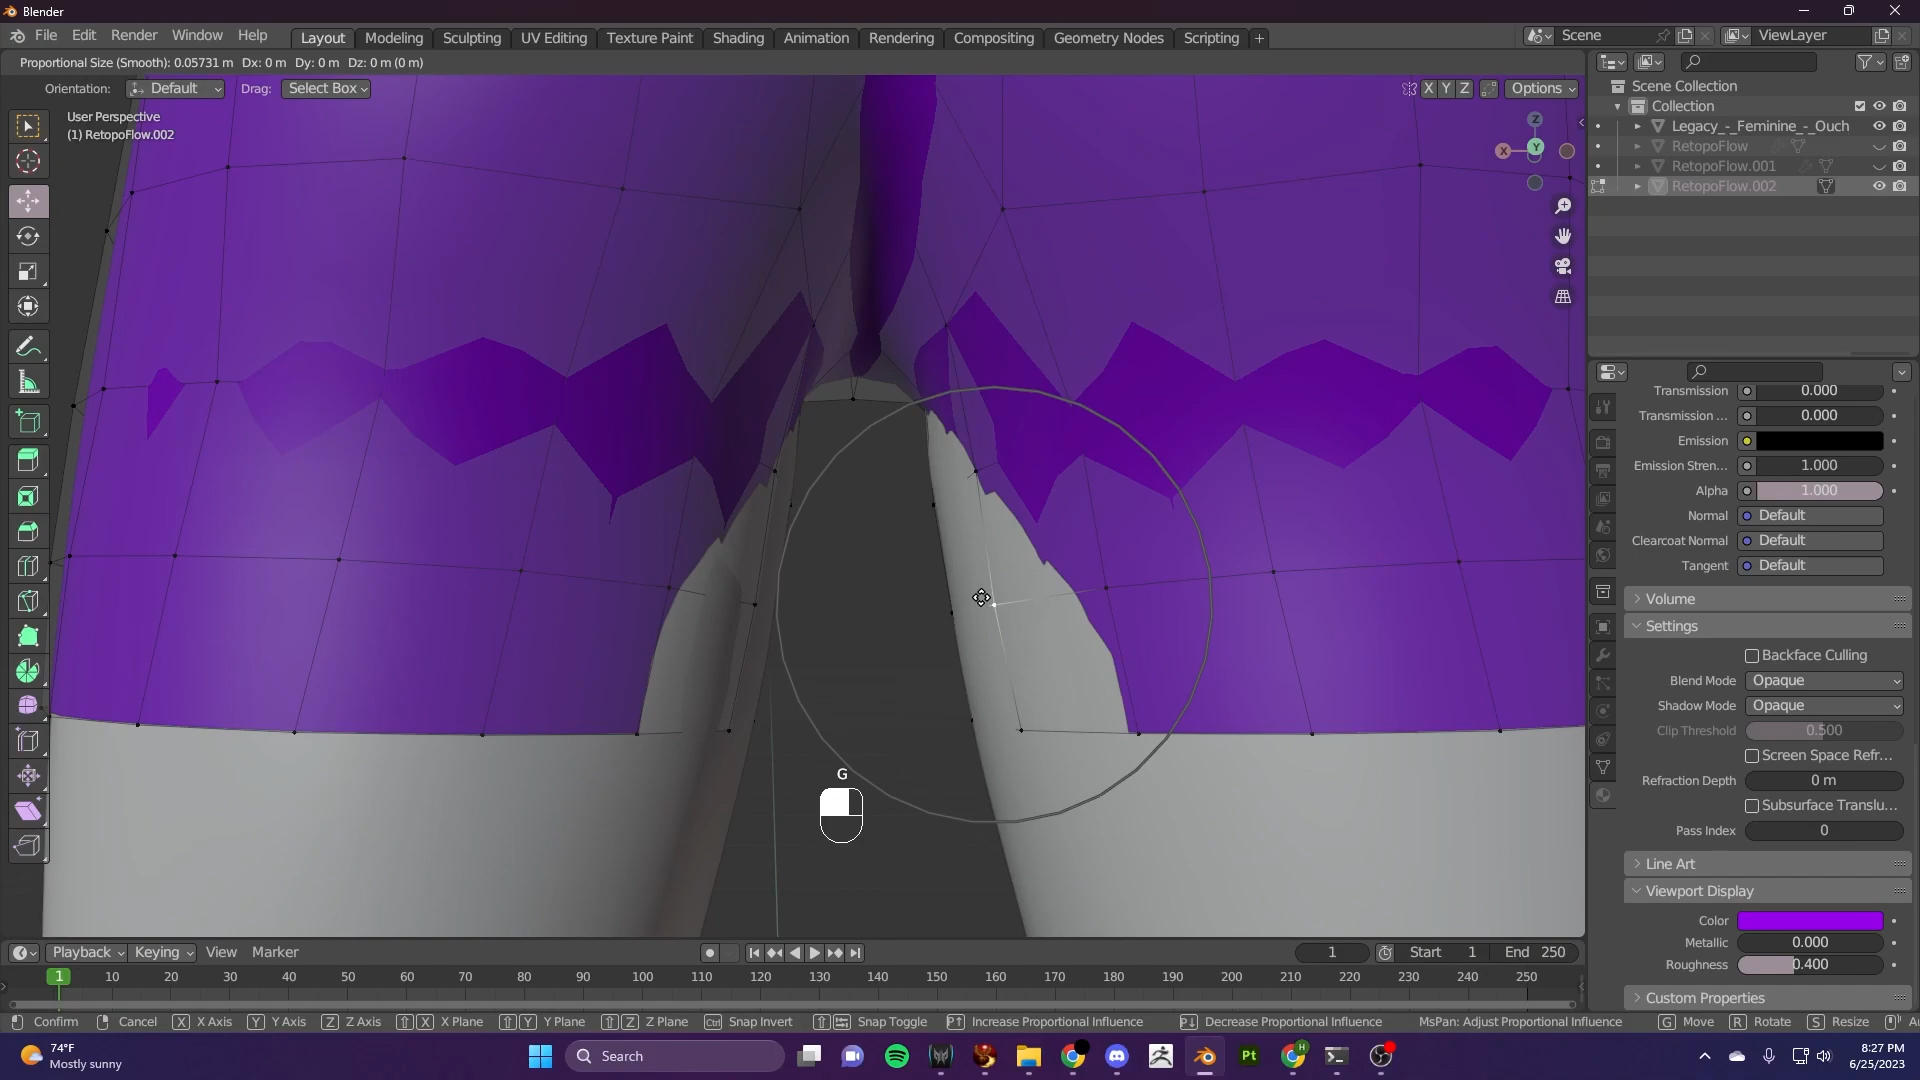 Blender
File Edit Render Window Help Layout Modeling Sculpting UV Editing Texture Paint Shading Animation Rendering Compositing Geometry Nodes Scripting + Scene ViewLayer
Proportional Size (Smooth): 0.05731 m Dx: 0 m Dy: 0 m Dz: 0 m (0 m)
Orientation: Default Drag: Select Box X Y Z Options
User Perspective
(1) RetopoFlow.002
Z
X Y
Scene Collection
Collection
Legacy_-_Feminine_-_Ouch
RetopoFlow
RetopoFlow.001
RetopoFlow.002
Transmission 0.000
Transmission ... 0.000
Emission
Emission Stren... 1.000
Alpha 1.000
Normal Default
Clearcoat Normal Default
Tangent Default
Volume
Settings
Backface Culling
Blend Mode Opaque
Shadow Mode Opaque
Clip Threshold 0.500
Screen Space Refr...
Refraction Depth 0 m
Subsurface Translu...
Pass Index 0
Line Art
Viewport Display
Color
Metallic 0.000
Roughness 0.400
Custom Properties
G
Playback Keying View Marker 1 Start 1 End 250
1 10 20 30 40 50 60 70 80 90 100 110 120 130 140 150 160 170 180 190 200 210 220 230 240 250
Confirm Cancel X X Axis Y Y Axis Z Z Axis X X Plane Y Y Plane Z Z Plane Ctrl Snap Invert Snap Toggle Increase Proportional Influence Decrease Proportional Influence MsPan: Adjust Proportional Influence G Move R Rotate S Resize
74°F
Mostly sunny
Search
H
Pt
8:27 PM
6/25/2023